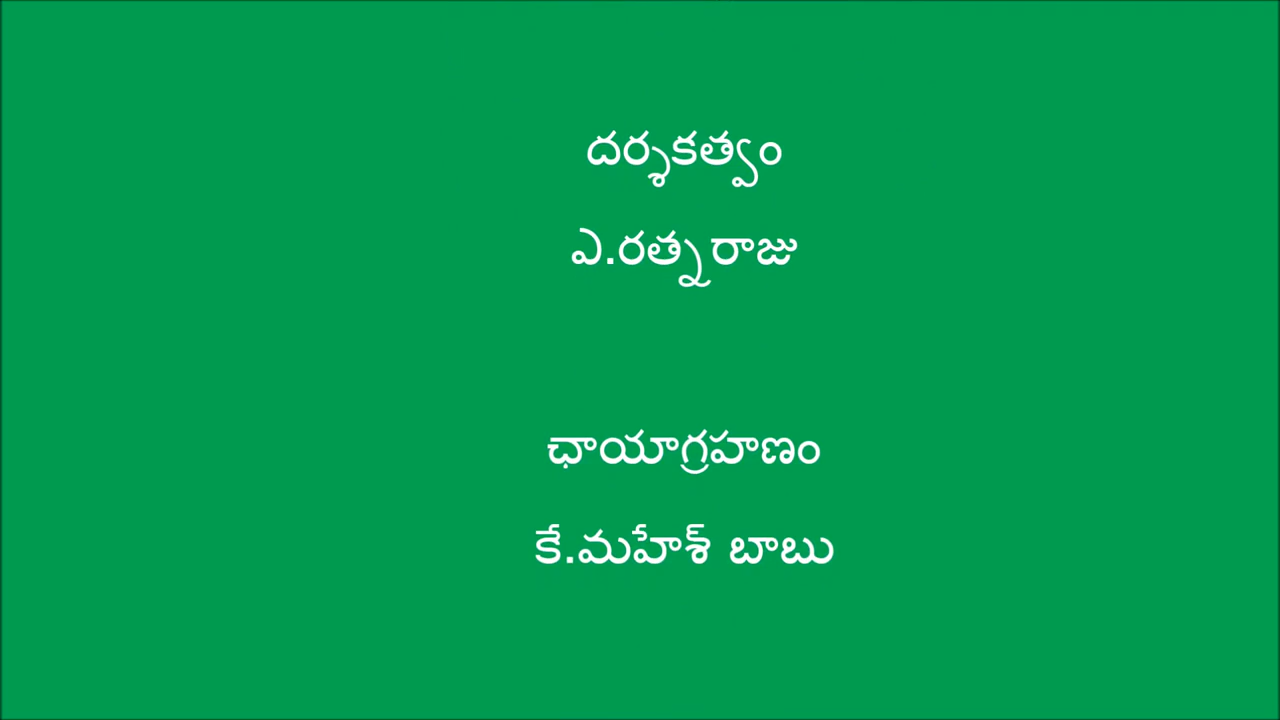 దర్శకత్వం
ఎ.రత్నరాజు
ఛాయాగ్రహణం
కే.మహేశ్ బాబు